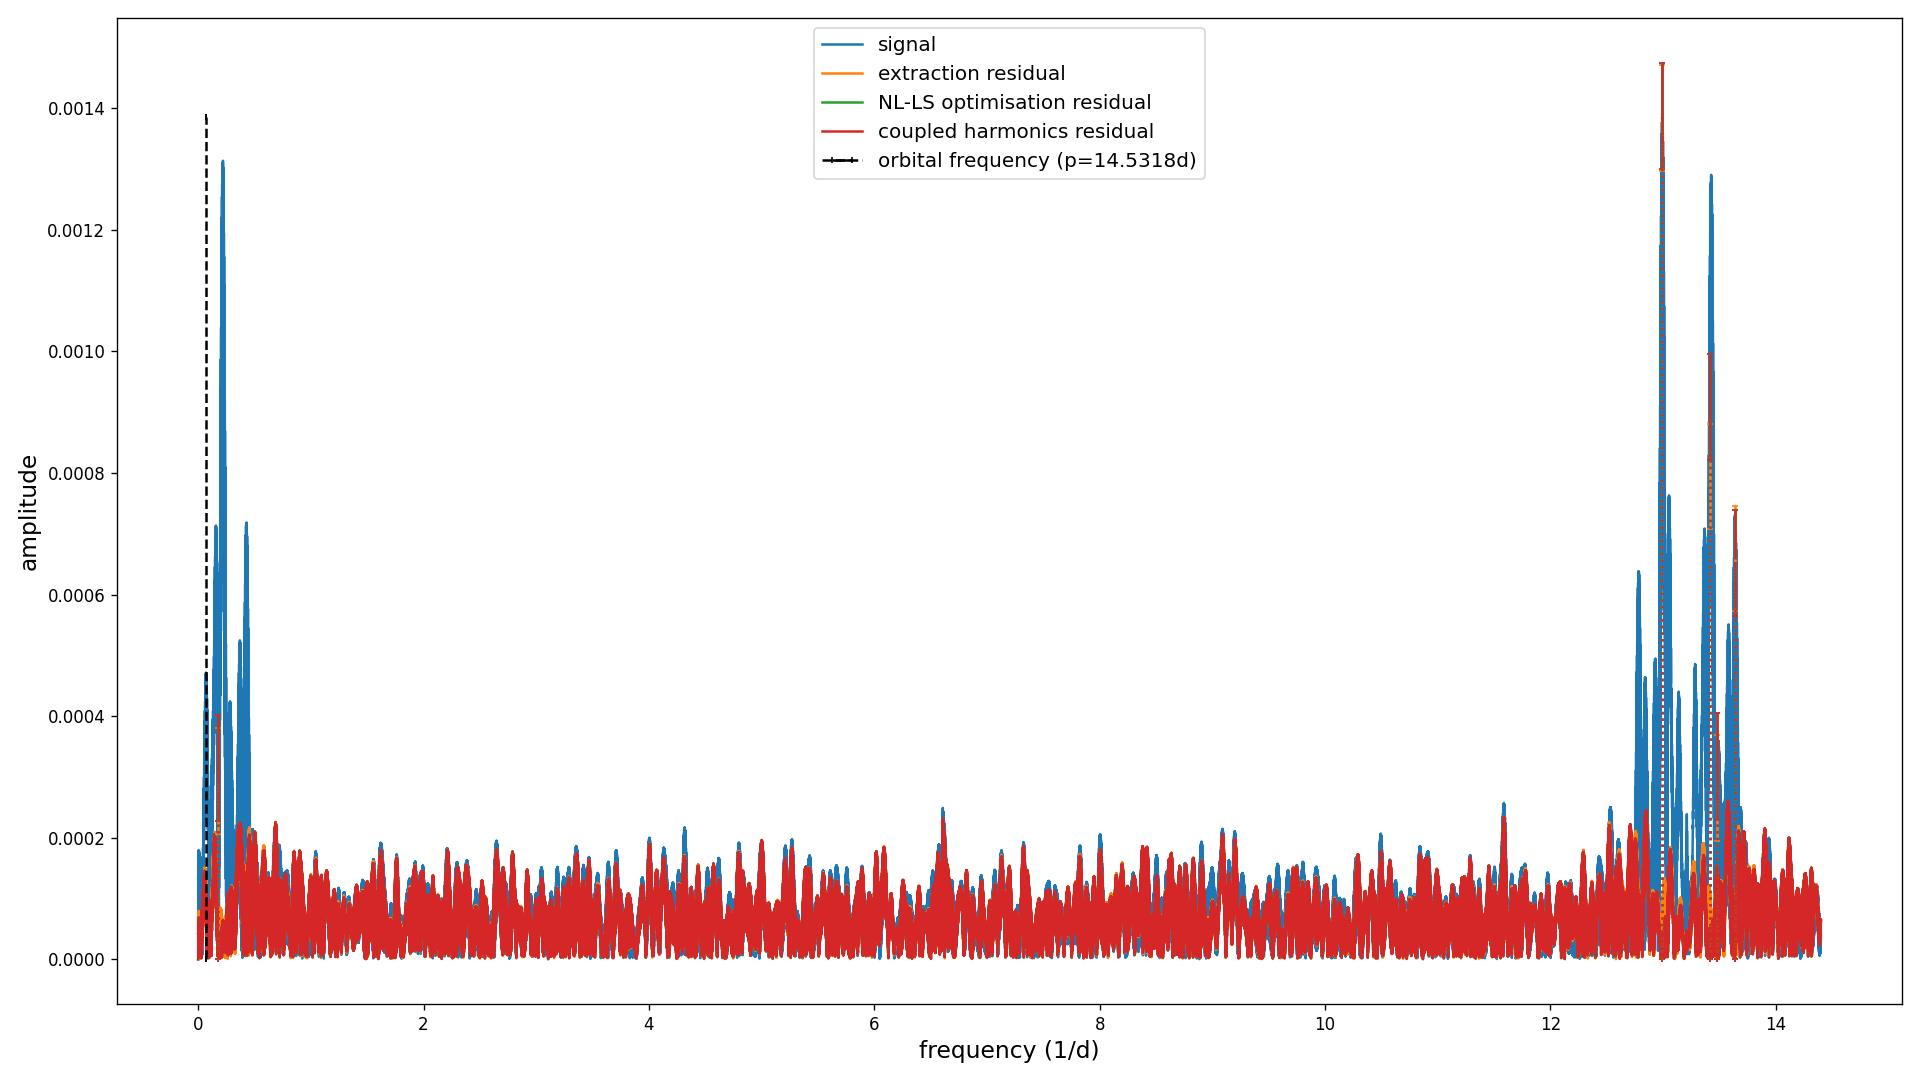 signal
extraction residual
NL-LS optimisation residual
coupled harmonics residual
orbital frequency (p=14.5318d)
amplitude
0.0014
0.0012
0.0010
0.0008
0.0006
0.0004
0.0002
0.0000
0 2 4 6 8 10 12 14
frequency (1/d)